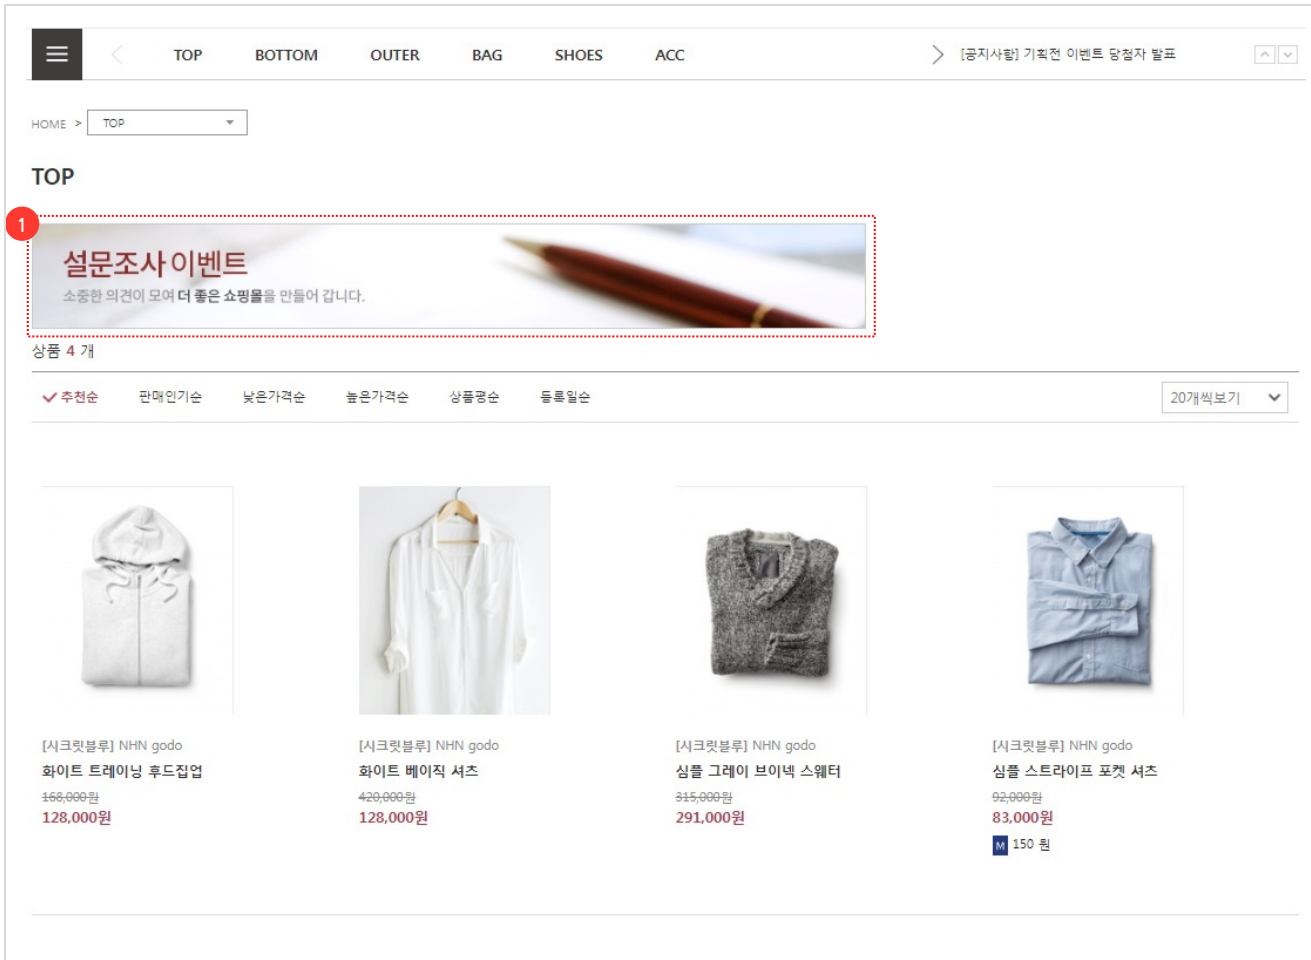 TOP BOTTOM OUTER BAG SHOES ACC [공지사항] 기획전 이벤트 당첨자 발표
HOME > TOP
TOP
1
설문조사 이벤트
소중한 의견이 모여 더 좋은 쇼핑몰을 만들어 갑니다.
상품 4 개
추천순 판매인기순 낮은가격순 높은가격순 상품평순 등록일순 20개씩보기
[시크릿블루] NHN godo
화이트 트레이닝 후드집업
168,000원
128,000원
[시크릿블루] NHN godo
화이트 베이직 셔츠
420,000원
128,000원
[시크릿블루] NHN godo
심플 그레이 브이넥 스웨터
315,000원
291,000원
[시크릿블루] NHN godo
심플 스트라이프 포켓 셔츠
92,000원
83,000원
M 150 원